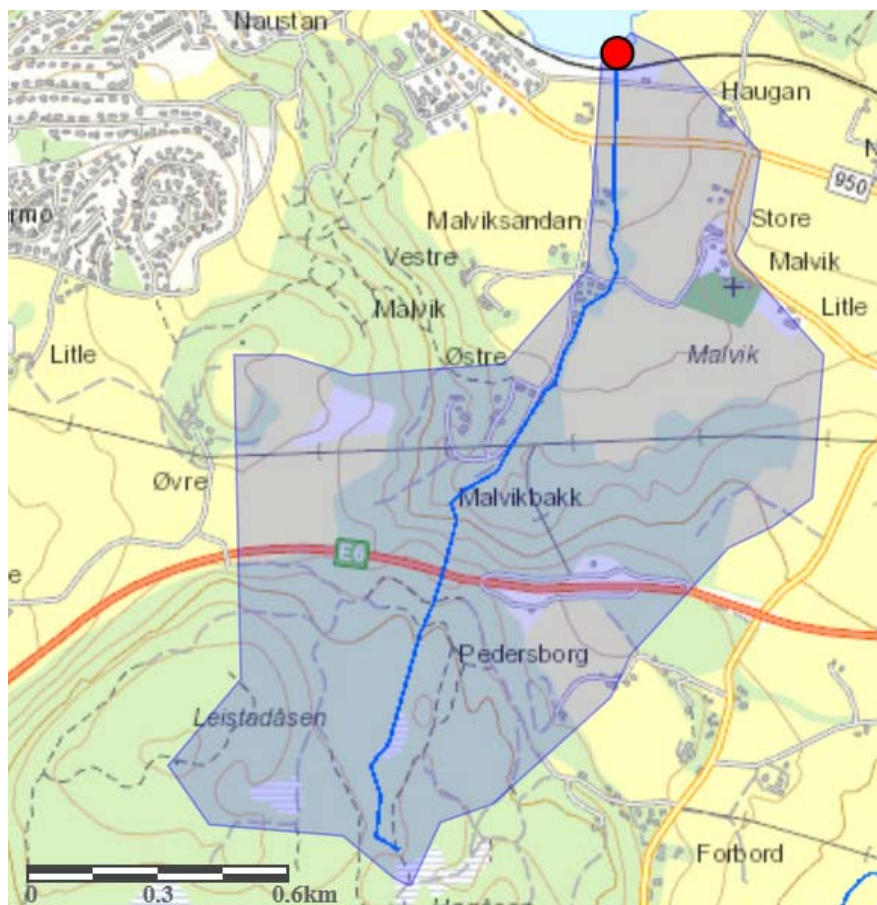 Naustan
Haugan
950
Malviksandan
Store
Vestre
Malvik
Malvik
Litle
Litle
Østre
Malvik
Øvre
Malvikbakk
E6
Pedersborg
Leistadåsen
Forbord
0 0.3 0.6km